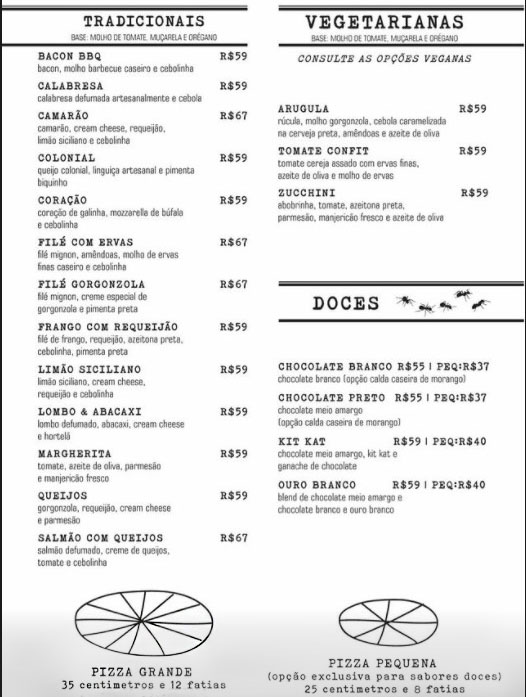 TRADICIONAIS
BASE: MOLHO DE TOMATE, MUÇARELA E ORÉGANO
BACON BBQ R$59
bacon, molho barbecue caseiro e cebolinha
CALABRESA R$59
calabresa defumada artesanalmente e cebola
CAMARÃO R$67
camarão, cream cheese, requeijão,
limão siciliano e cebolinha
COLONIAL R$59
queijo colonial, linguiça artesanal e pimenta
biquinho
CORAÇÃO R$59
coração de galinha, mozzarella de búfala
e cebolinha
FILÉ COM ERVAS R$67
filé mignon, amêndoas, molho de ervas
finas caseiro e cebolinha
FILÉ GORGONZOLA R$67
filé mignon, creme especial de
gorgonzola e pimenta preta
FRANGO COM REQUEIJÃO R$59
filé de frango, requeijão, azeitona preta,
cebolinha, pimenta preta
LIMÃO SICILIANO R$59
limão siciliano, cream cheese,
requeijão e cebolinha
LOMBO & ABACAXI R$59
lombo defumado, abacaxi, cream cheese
e hortelã
MARGHERITA R$59
tomate, azeite de oliva, parmesão
e manjericão fresco
QUEIJOS R$59
gorgonzola, requeijão, cream cheese
e parmesão
SALMÃO COM QUEIJOS R$67
salmão defumado, creme de queijos,
tomate e cebolinha
PIZZA GRANDE
35 centimetros e 12 fatias
VEGETARIANAS
BASE: MOLHO DE TOMATE, MUÇARELA E ORÉGANO
CONSULTE AS OPÇÕES VEGANAS
ARUGULA R$59
rúcula, molho gorgonzola, cebola caramelizada
na cerveja preta, amêndoas e azeite de oliva
TOMATE CONFIT R$59
tomate cereja assado com ervas finas,
azeite de oliva e molho de ervas
ZUCCHINI R$59
abobrinha, tomate, azeitona preta,
parmesão, manjericão fresco e azeite de oliva
DOCES
CHOCOLATE BRANCO R$55 | PEQ:R$37
chocolate branco (opção calda caseira de morango)
CHOCOLATE PRETO R$55 | PEQ:R$37
chocolate meio amargo
(opção calda caseira de morango)
KIT KAT R$59 | PEQ:R$40
chocolate meio amargo, kit kat e
ganache de chocolate
OURO BRANCO R$59 | PEQ:R$40
blend de chocolate meio amargo e
chocolate branco e ouro branco
PIZZA PEQUENA
(opção exclusiva para sabores doces)
25 centimetros e 8 fatias